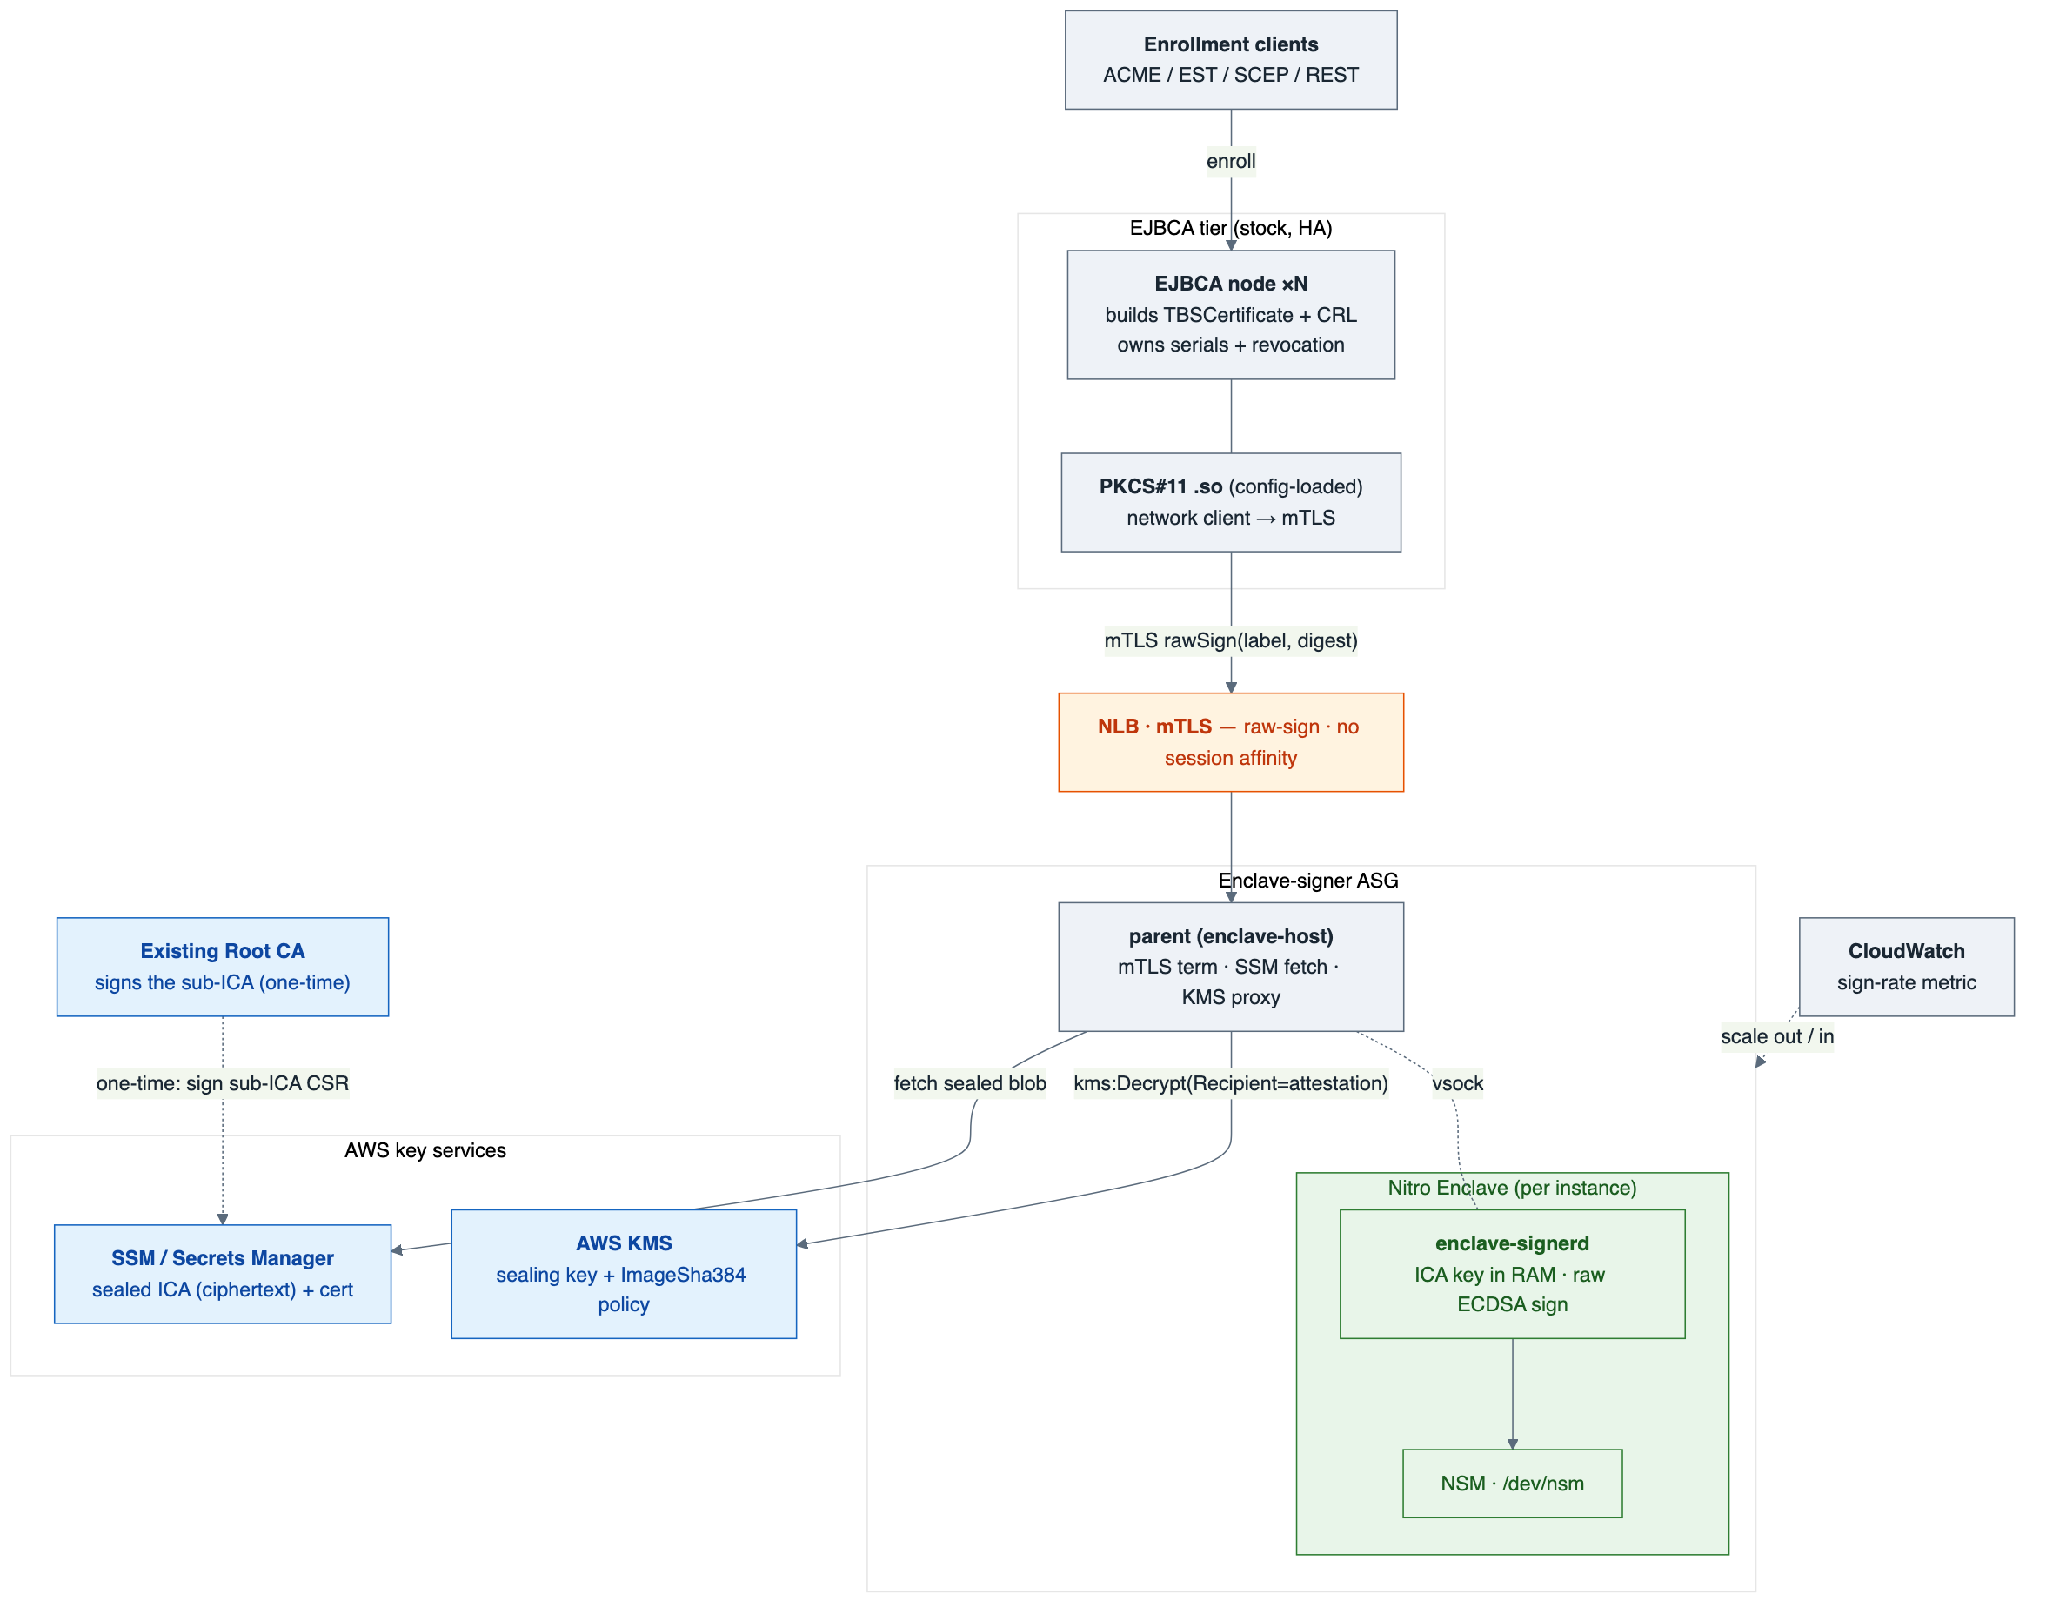 Enrollment clients
ACME / EST / SCEP / REST
enroll
EJBCA tier (stock, HA)
EJBCA node ×N
builds TBSCertificate + CRL
owns serials + revocation
PKCS#11 .so (config-loaded)
network client → mTLS
mTLS rawSign(label, digest)
NLB · mTLS — raw-sign · no
session affinity
Enclave-signer ASG
parent (enclave-host)
mTLS term · SSM fetch ·
KMS proxy
Existing Root CA
signs the sub-ICA (one-time)
CloudWatch
sign-rate metric
scale out / in
one-time: sign sub-ICA CSR
fetch sealed blob
kms:Decrypt(Recipient=attestation)
vsock
AWS key services
SSM / Secrets Manager
sealed ICA (ciphertext) + cert
AWS KMS
sealing key + ImageSha384
policy
Nitro Enclave (per instance)
enclave-signerd
ICA key in RAM · raw
ECDSA sign
NSM · /dev/nsm